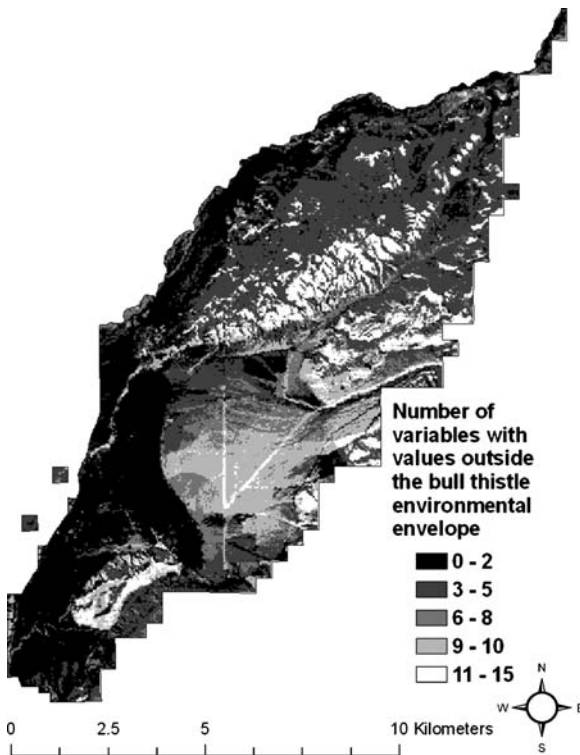 Number of
variables with
values outside
the bull thistle
environmental
envelope
0 - 2
3 - 5
6 - 8
9 - 10
11 - 15
N
W E
S
0 2.5 5 10 Kilometers